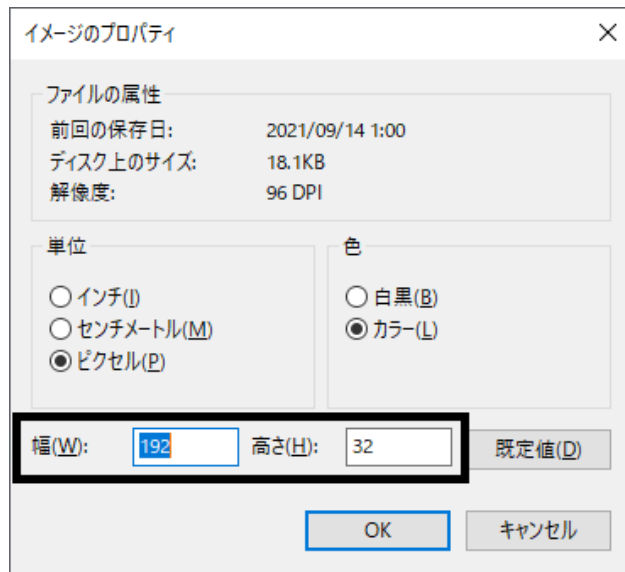 イメージのプロパティ
ファイルの属性
前回の保存日: 2021/09/14 1:00
ディスク上のサイズ: 18.1KB
解像度: 96 DPI
単位
インチ(I)
センチメートル(M)
ピクセル(P)
色
白黒(B)
カラー(L)
幅(W): 192 高さ(H): 32 既定値(D)
OK キャンセル